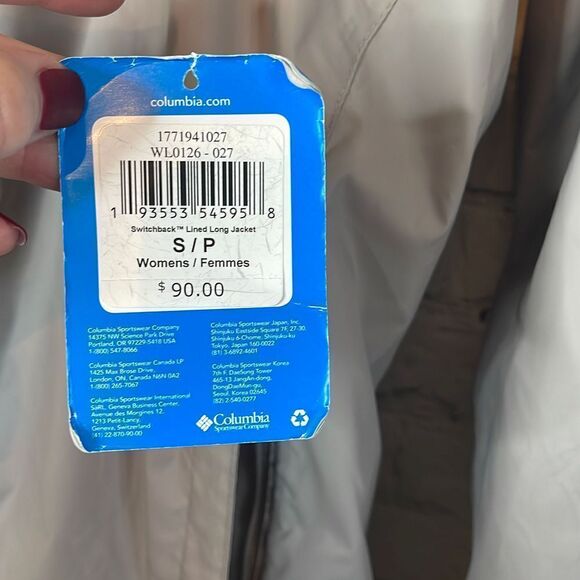 columbia.com
1771941027
WL0126 - 027
1 93553 54595 8
Switchback™ Lined Long Jacket
S / P
Womens / Femmes
$ 90.00
Columbia Sportswear Company
14375 NW Science Park Drive
Portland, OR 97229-5418 USA
1-(800) 547-8066
Columbia Sportswear Canada LP
1425 Max Brose Drive,
London, ON, Canada N6N 0A2
1-(800) 265-7067
Columbia Sportswear International
SàRL, Geneva Business Center,
Avenue des Morgines 12,
1213 Petit-Lancy,
Geneva, Switzerland
(41) 22-870-90-00
Columbia Sportswear Japan, Inc.
Shinjuku Eastside Square 7F, 27-30,
Shinjuku 6-Chome, Shinjuku-ku
Tokyo, Japan 160-0022
(81) 3-6892-4601
Columbia Sportswear Korea
7th F. DaeSung Tower
465-13 JangAn-dong,
DongDaeMun-gu,
Seoul, Korea 02645
(82) 2-540-0277
Columbia
Sportswear Company